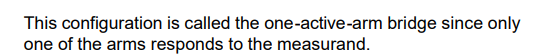 This configuration is called the one-active-arm bridge since only
one of the arms responds to the measurand.